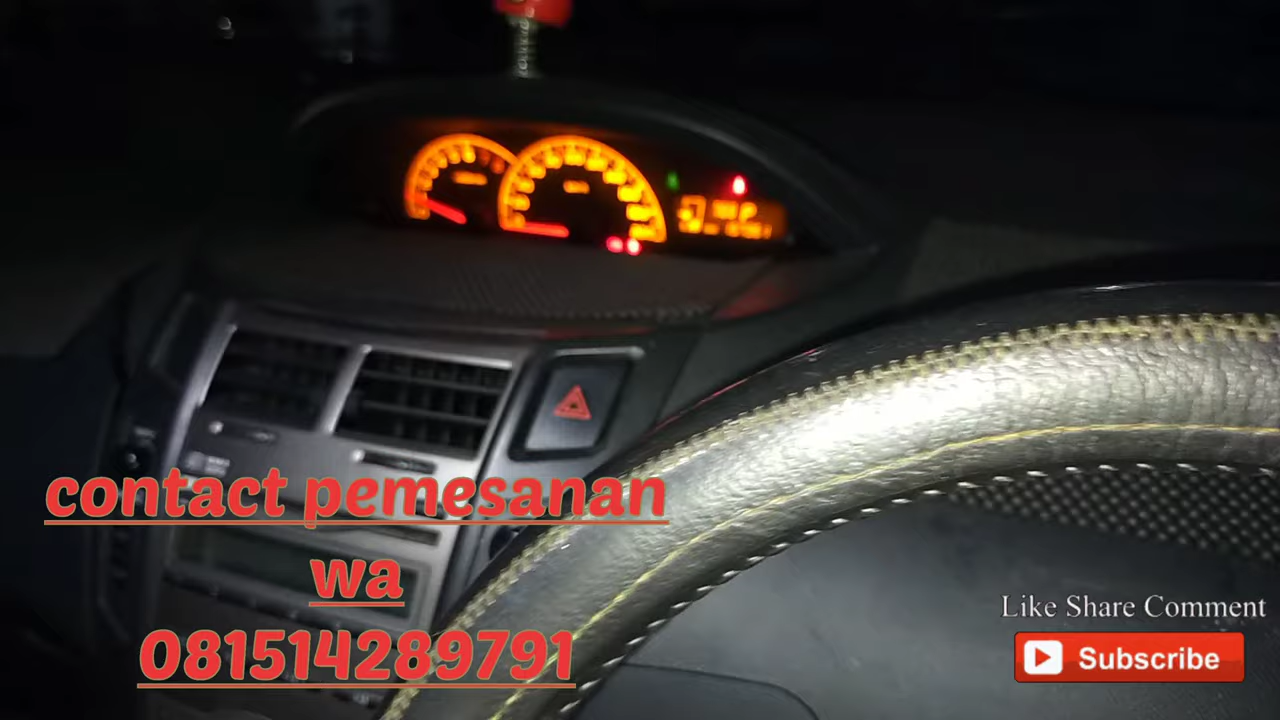 contact pemesanan
wa
081514289791
Like Share Comment
Subscribe